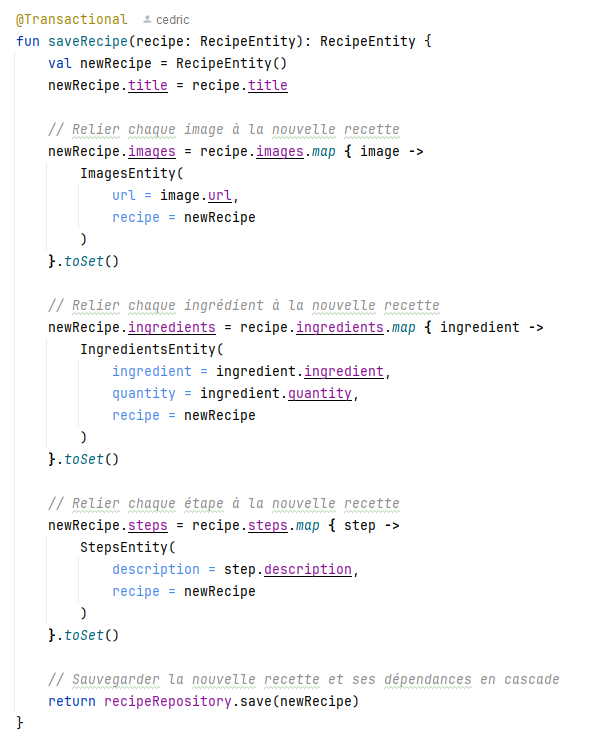 @Transactional cedric
fun saveRecipe(recipe: RecipeEntity): RecipeEntity {
    val newRecipe = RecipeEntity()
    newRecipe.title = recipe.title

    // Relier chaque image à la nouvelle recette
    newRecipe.images = recipe.images.map { image ->
        ImagesEntity(
            url = image.url,
            recipe = newRecipe
        )
    }.toSet()

    // Relier chaque ingrédient à la nouvelle recette
    newRecipe.ingredients = recipe.ingredients.map { ingredient ->
        IngredientsEntity(
            ingredient = ingredient.ingredient,
            quantity = ingredient.quantity,
            recipe = newRecipe
        )
    }.toSet()

    // Relier chaque étape à la nouvelle recette
    newRecipe.steps = recipe.steps.map { step ->
        StepsEntity(
            description = step.description,
            recipe = newRecipe
        )
    }.toSet()

    // Sauvegarder la nouvelle recette et ses dépendances en cascade
    return recipeRepository.save(newRecipe)
}